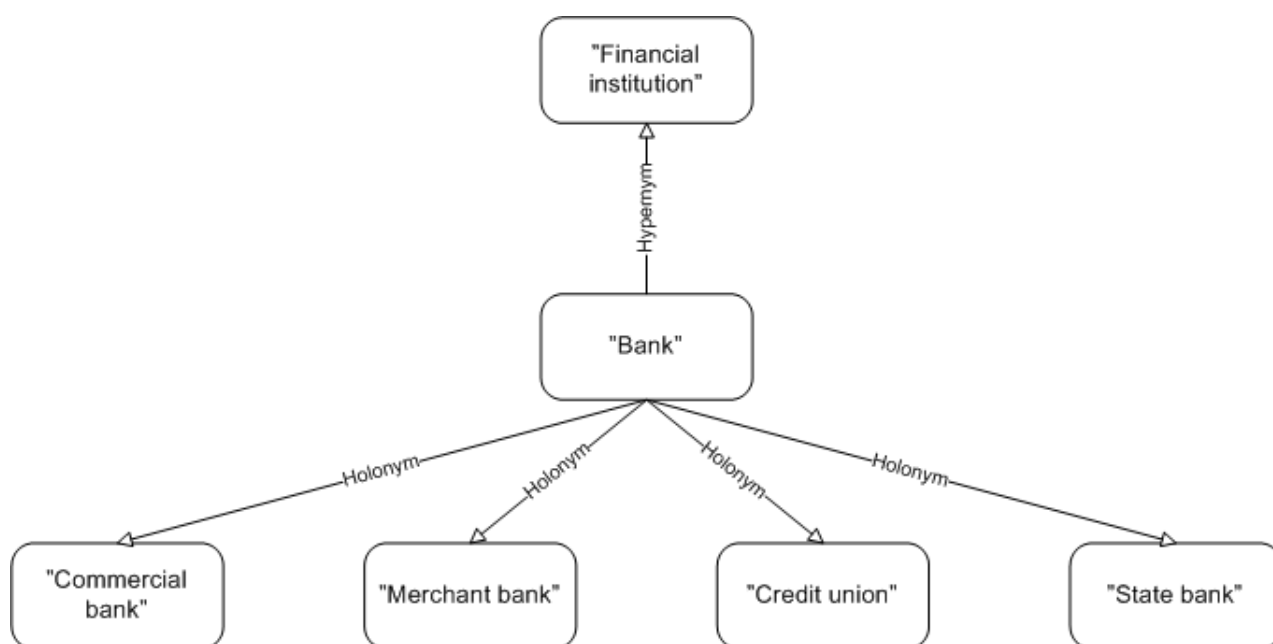 "Financial
institution"
Hypernym
"Bank"
Holonym
Holonym
Holonym
Holonym
"Commercial
bank"
"Merchant bank"
"Credit union"
"State bank"